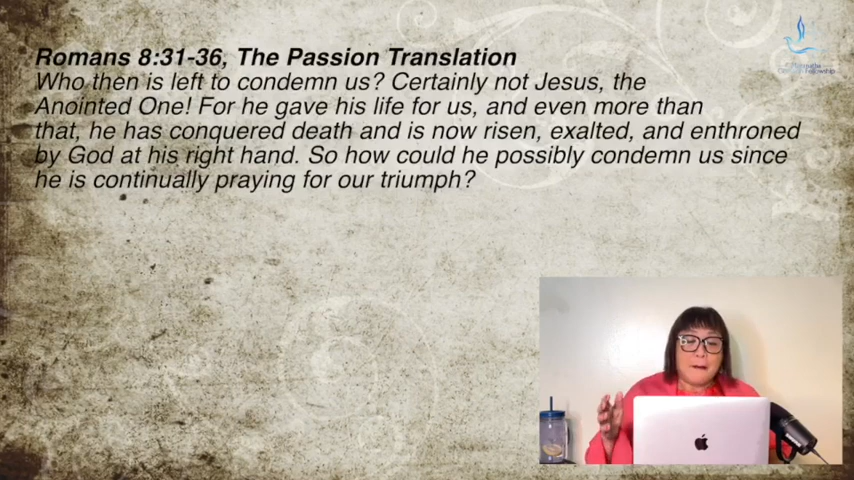 Romans 8:31-36, The Passion Translation
Who then is left to condemn us? Certainly not Jesus, the
Anointed One! For he gave his life for us, and even more than
that, he has conquered death and is now risen, exalted, and enthroned
by God at his right hand. So how could he possibly condemn us since
he is continually praying for our triumph?